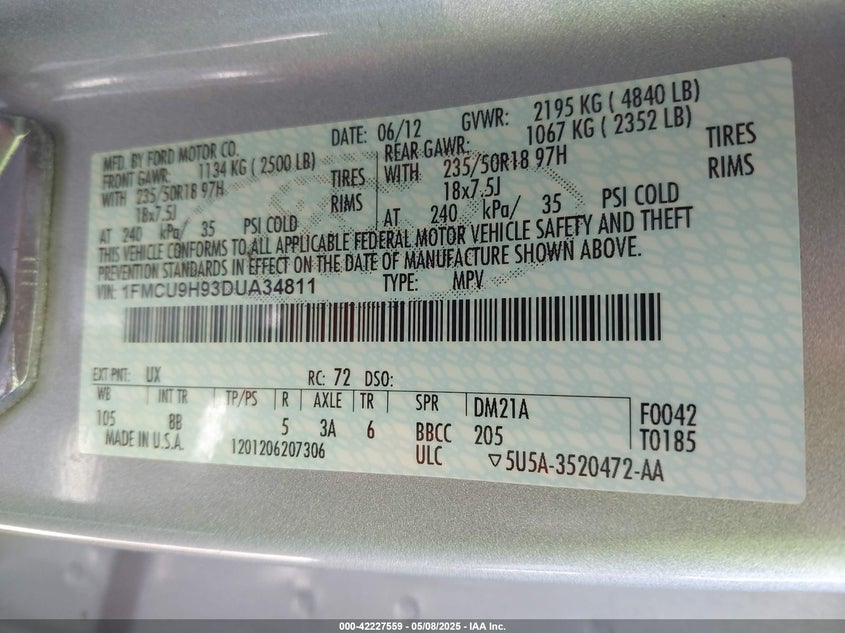 MFD. BY FORD MOTOR CO.
DATE: 06/12 GVWR: 2195 KG ( 4840 LB)
FRONT GAWR: 1134 KG ( 2500 LB)
REAR GAWR: 1067 KG ( 2352 LB)
WITH 235/50R18 97H TIRES
WITH 235/50R18 97H TIRES
18x7.5J RIMS
18x7.5J RIMS
AT 240 kPa/ 35 PSI COLD
AT 240 kPa/ 35 PSI COLD
THIS VEHICLE CONFORMS TO ALL APPLICABLE FEDERAL MOTOR VEHICLE SAFETY AND THEFT
PREVENTION STANDARDS IN EFFECT ON THE DATE OF MANUFACTURE SHOWN ABOVE.
VIN: 1FMCU9H93DUA34811 TYPE: MPV
EXT PNT: UX RC: 72 DSO:
WB INT TR TP/PS R AXLE TR SPR DM21A F0042
105 BB 5 3A 6 BBCC 205 T0185
MADE IN U.S.A. 1201206207306 ULC ▽5U5A-3520472-AA
000-42227559 — 05/08/2025 — IAA Inc.